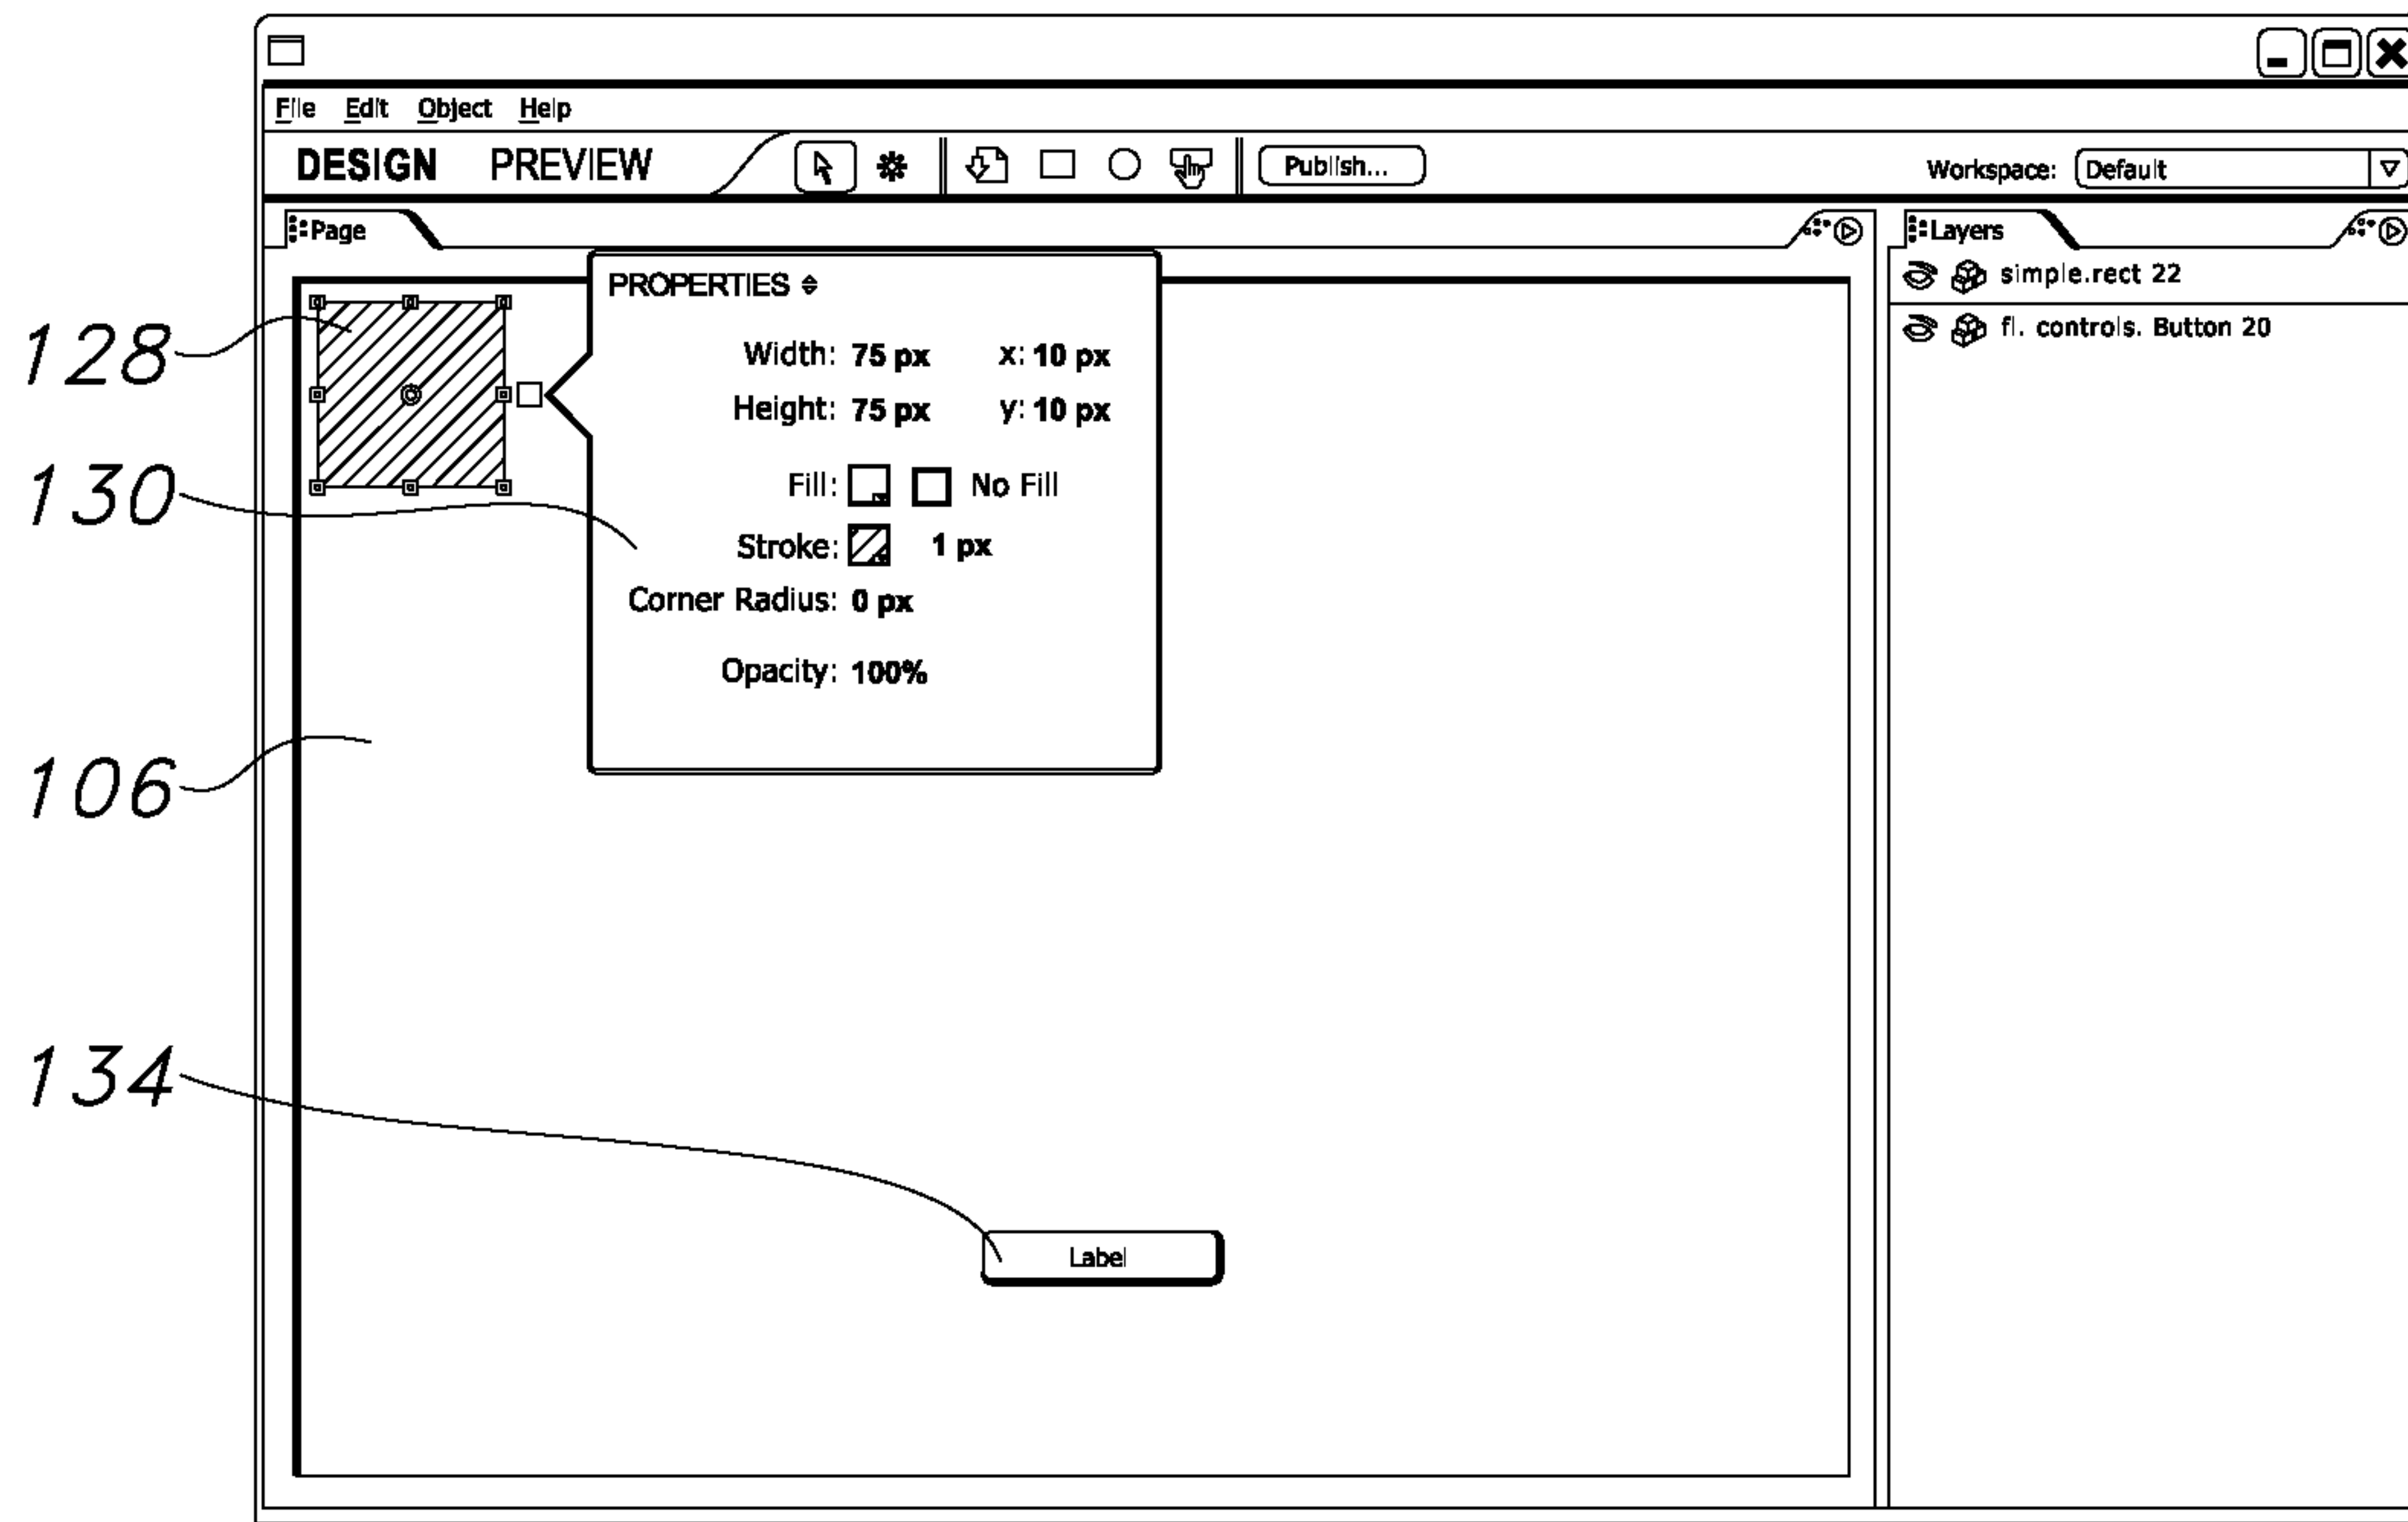 File Edit Object Help
DESIGN PREVIEW Publish... Workspace: Default
Page Layers
PROPERTIES
simple.rect 22
fl. controls. Button 20
128
Width: 75 px x: 10 px
Height: 75 px y: 10 px
130
Fill: No Fill
Stroke: 1 px
Corner Radius: 0 px
Opacity: 100%
106
134
Label